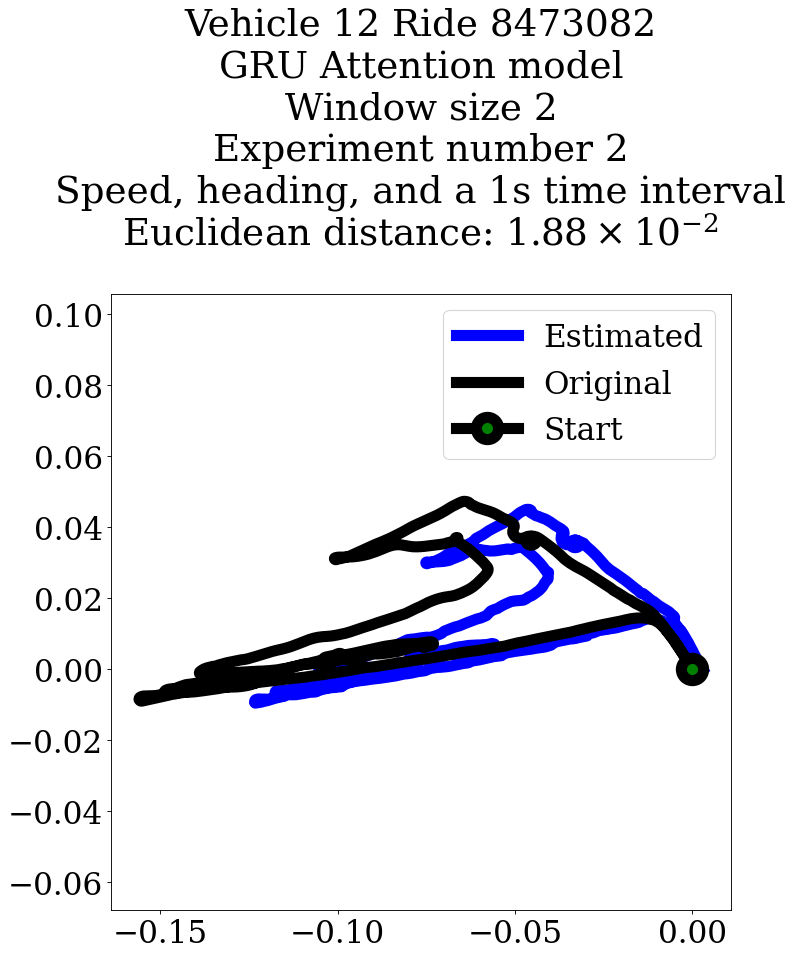 Vehicle 12 Ride 8473082
GRU Attention model
Window size 2
Experiment number 2
Speed, heading, and a 1s time interval
Euclidean distance: 1.88 × 10⁻²
Estimated
Original
Start
0.10
0.08
0.06
0.04
0.02
0.00
−0.02
−0.04
−0.06
−0.15
−0.10
−0.05
0.00